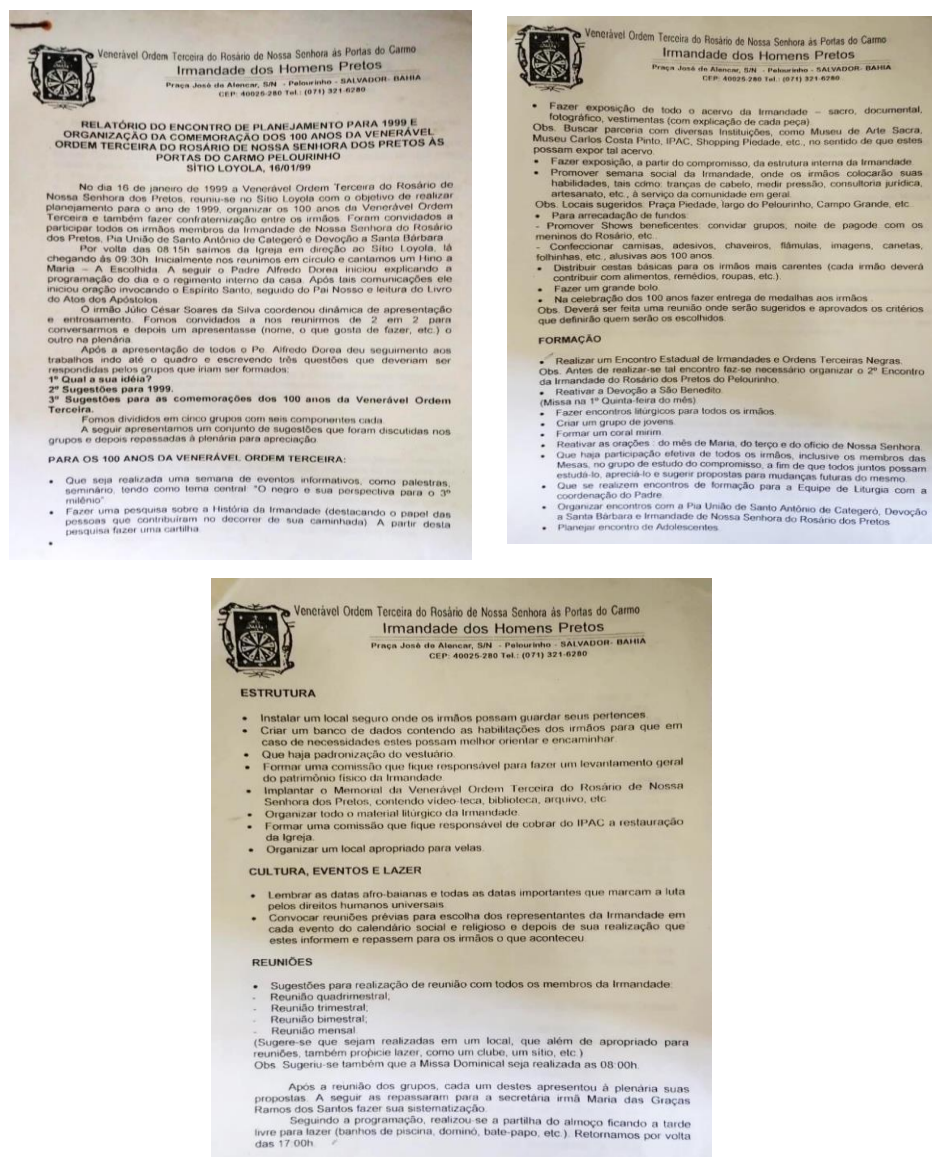 Venerável Ordem Terceira do Rosário de Nossa Senhora às Portas do Carmo
Irmandade dos Homens Pretos
Praça José de Alencar, S/N - Pelourinho - SALVADOR- BAHIA
CEP: 40025-280 Tel.: (071) 321-6280
RELATÓRIO DO ENCONTRO DE PLANEJAMENTO PARA 1999 E
ORGANIZAÇÃO DA COMEMORAÇÃO DOS 100 ANOS DA VENERÁVEL
ORDEM TERCEIRA DO ROSÁRIO DE NOSSA SENHORA DOS PRETOS ÀS
PORTAS DO CARMO PELOURINHO
SÍTIO LOYOLA, 16/01/99
No dia 16 de janeiro de 1999 a Venerável Ordem Terceira do Rosário de
Nossa Senhora dos Pretos, reuniu-se no Sítio Loyola com o objetivo de realizar
planejamento para o ano de 1999, organizar os 100 anos da Venerável Ordem
Terceira e também fazer confraternização entre os irmãos. Foram convidados a
participar todos os irmãos membros da Irmandade de Nossa Senhora do Rosário
dos Pretos, Pia União de Santo Antônio de Categeró e Devoção a Santa Bárbara.
Por volta das 08:15h saímos da Igreja em direção ao Sítio Loyola, lá
chegando às 09:30h. Inicialmente nos reunimos em círculo e cantamos um Hino a
Maria – A Escolhida. A seguir o Padre Alfredo Dorea iniciou explicando a
programação do dia e o regimento interno da casa. Após tais comunicações ele
iniciou oração invocando o Espírito Santo, seguido do Pai Nosso e leitura do Livro
do Atos dos Apóstolos.
O irmão Júlio César Soares da Silva coordenou dinâmica de apresentação
e entrosamento. Fomos convidados a nos reunirmos de 2 em 2 para
conversarmos e depois um apresentasse (nome, o que gosta de fazer, etc.) o
outro na plenária.
Após a apresentação de todos o Pe. Alfredo Dorea deu seguimento aos
trabalhos indo até o quadro e escrevendo três questões que deveriam ser
respondidas pelos grupos que iriam ser formados:
1º Qual a sua idéia?
2º Sugestões para 1999.
3º Sugestões para as comemorações dos 100 anos da Venerável Ordem
Terceira.
Fomos divididos em cinco grupos com seis componentes cada.
A seguir apresentamos um conjunto de sugestões que foram discutidas nos
grupos e depois repassadas à plenária para apreciação.
PARA OS 100 ANOS DA VENERÁVEL ORDEM TERCEIRA:
• Que seja realizada uma semana de eventos informativos, como palestras,
seminário, tendo como tema central: "O negro e sua perspectiva para o 3º
milênio"
• Fazer uma pesquisa sobre a História da Irmandade (destacando o papel das
pessoas que contribuíram no decorrer de sua caminhada). A partir desta
pesquisa fazer uma cartilha.
•
Venerável Ordem Terceira do Rosário de Nossa Senhora às Portas do Carmo
Irmandade dos Homens Pretos
Praça José de Alencar, S/N - Pelourinho - SALVADOR- BAHIA
CEP: 40025-280 Tel.: (071) 321-6280
• Fazer exposição de todo o acervo da Irmandade – sacro, documental,
fotográfico, vestimentas (com explicação de cada peça).
Obs. Buscar parceria com diversas Instituições, como Museu de Arte Sacra,
Museu Carlos Costa Pinto, IPAC, Shopping Piedade, etc., no sentido de que estes
possam expor tal acervo.
• Fazer exposição, a partir do compromisso, da estrutura interna da Irmandade.
• Promover semana social da Irmandade, onde os irmãos colocarão suas
habilidades, tais como: tranças de cabelo, medir pressão, consultoria jurídica,
artesanato, etc., à serviço da comunidade em geral.
Obs. Locais sugeridos: Praça Piedade, largo do Pelourinho, Campo Grande, etc..
• Para arrecadação de fundos:
- Promover Shows beneficentes: convidar grupos, noite de pagode com os
meninos do Rosário, etc..
- Confeccionar camisas, adesivos, chaveiros, flâmulas, imagens, canetas,
folhinhas, etc., alusivas aos 100 anos.
• Distribuir cestas básicas para os irmãos mais carentes (cada irmão deverá
contribuir com alimentos, remédios, roupas, etc.).
• Fazer um grande bolo.
• Na celebração dos 100 anos fazer entrega de medalhas aos irmãos.
Obs. Deverá ser feita uma reunião onde serão sugeridos e aprovados os critérios
que definirão quem serão os escolhidos.
FORMAÇÃO
• Realizar um Encontro Estadual de Irmandades e Ordens Terceiras Negras.
Obs. Antes de realizar-se tal encontro faz-se necessário organizar o 2º Encontro
da Irmandade do Rosário dos Pretos do Pelourinho.
• Reativar a Devoção a São Benedito.
(Missa na 1ª Quinta-feira do mês).
• Fazer encontros litúrgicos para todos os irmãos.
• Criar um grupo de jovens.
• Formar um coral mirim.
• Reativar as orações : do mês de Maria, do terço e do ofício de Nossa Senhora.
• Que haja participação efetiva de todos os irmãos, inclusive os membros das
Mesas, no grupo de estudo do compromisso, a fim de que todos juntos possam
estudá-lo, apreciá-lo e sugerir propostas para mudanças futuras do mesmo.
• Que se realizem encontros de formação para a Equipe de Liturgia com a
coordenação do Padre.
• Organizar encontros com a Pia União de Santo Antônio de Categeró, Devoção
a Santa Bárbara e Irmandade de Nossa Senhora do Rosário dos Pretos.
• Planejar encontro de Adolescentes.
Venerável Ordem Terceira do Rosário de Nossa Senhora às Portas do Carmo
Irmandade dos Homens Pretos
Praça José de Alencar, S/N - Pelourinho - SALVADOR- BAHIA
CEP: 40025-280 Tel.: (071) 321-6280
ESTRUTURA
• Instalar um local seguro onde os irmãos possam guardar seus pertences.
• Criar um banco de dados contendo as habilitações dos irmãos para que em
caso de necessidades estes possam melhor orientar e encaminhar.
• Que haja padronização do vestuário.
• Formar uma comissão que fique responsável para fazer um levantamento geral
do patrimônio físico da Irmandade.
• Implantar o Memorial da Venerável Ordem Terceira do Rosário de Nossa
Senhora dos Pretos, contendo vídeo-teca, biblioteca, arquivo, etc.
• Organizar todo o material litúrgico da Irmandade.
• Formar uma comissão que fique responsável de cobrar do IPAC a restauração
da Igreja.
• Organizar um local apropriado para velas.
CULTURA, EVENTOS E LAZER
• Lembrar as datas afro-baianas e todas as datas importantes que marcam a luta
pelos direitos humanos universais.
• Convocar reuniões prévias para escolha dos representantes da Irmandade em
cada evento do calendário social e religioso e depois de sua realização que
estes informem e repassem para os irmãos o que aconteceu.
REUNIÕES
• Sugestões para realização de reunião com todos os membros da Irmandade:
- Reunião quadrimestral;
- Reunião trimestral;
- Reunião bimestral;
- Reunião mensal.
(Sugere-se que sejam realizadas em um local, que além de apropriado para
reuniões, também propicie lazer, como um clube, um sítio, etc.)
Obs. Sugeriu-se também que a Missa Dominical seja realizada as 08:00h.
Após a reunião dos grupos, cada um destes apresentou à plenária suas
propostas. A seguir as repassaram para a secretária irmã Maria das Graças
Ramos dos Santos fazer sua sistematização.
Seguindo a programação, realizou-se a partilha do almoço ficando a tarde
livre para lazer (banhos de piscina, dominó, bate-papo, etc.). Retornamos por volta
das 17:00h.